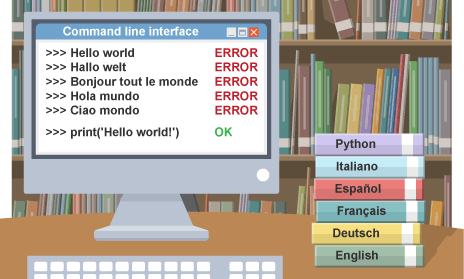 Command line interface
>>> Hello world ERROR
>>> Hallo welt ERROR
>>> Bonjour tout le monde ERROR
>>> Hola mundo ERROR
>>> Ciao mondo ERROR
>>> print('Hello world!') OK
Python
Italiano
Español
Français
Deutsch
English